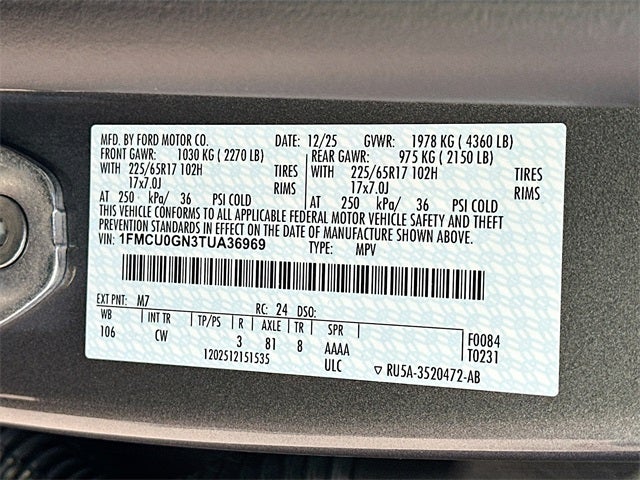 MFD. BY FORD MOTOR CO. DATE: 12/25 GVWR: 1978 KG ( 4360 LB)
FRONT GAWR: 1030 KG ( 2270 LB) REAR GAWR: 975 KG ( 2150 LB)
WITH 225/65R17 102H TIRES WITH 225/65R17 102H TIRES
17x7.0J RIMS 17x7.0J RIMS
AT 250 kPa/ 36 PSI COLD AT 250 kPa/ 36 PSI COLD
THIS VEHICLE CONFORMS TO ALL APPLICABLE FEDERAL MOTOR VEHICLE SAFETY AND THEFT
PREVENTION STANDARDS IN EFFECT ON THE DATE OF MANUFACTURE SHOWN ABOVE.
VIN: 1FMCU0GN3TUA36969 TYPE: MPV
EXT PNT: M7 RC: 24 DSO:
WB INT TR TP/PS R AXLE TR SPR F0084
106 CW 3 81 8 AAAA T0231
1202512151535 ULC ▽ RU5A-3520472-AB